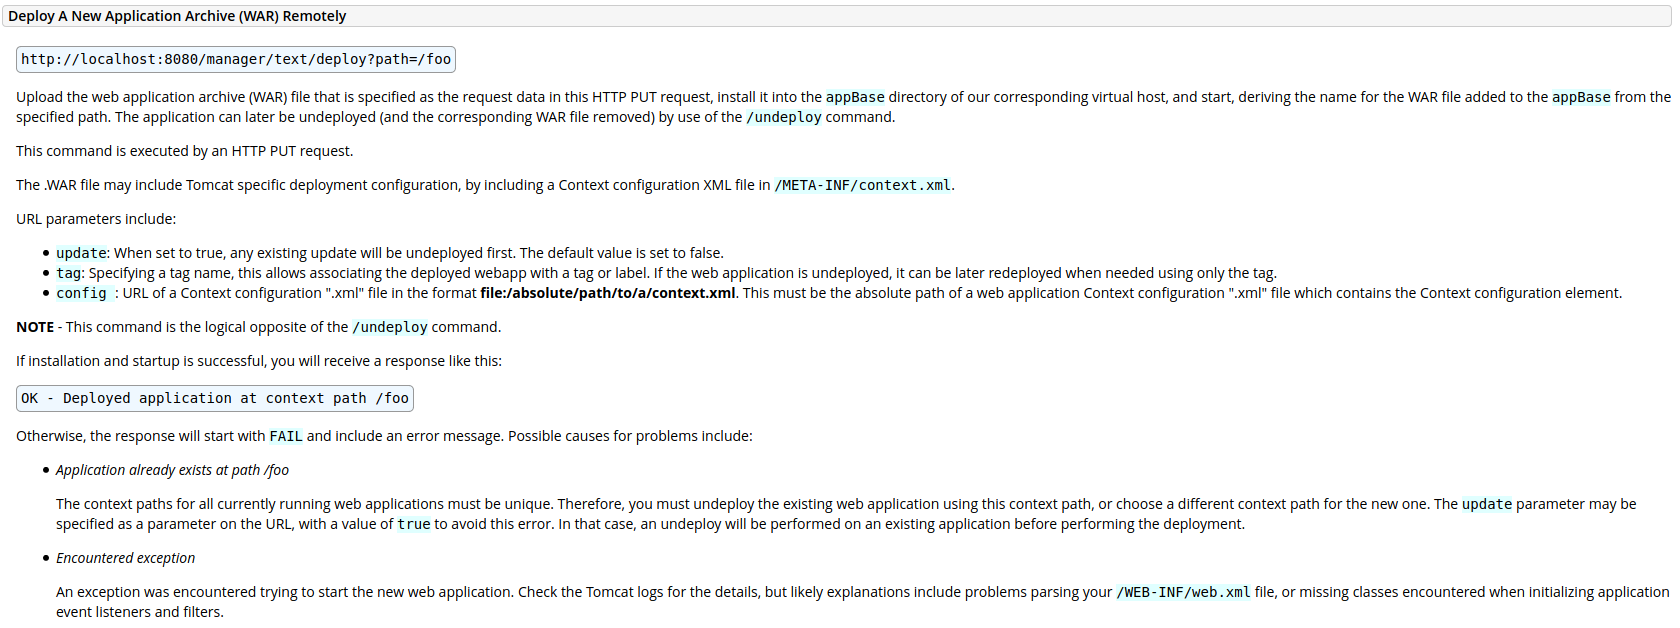 Deploy A New Application Archive (WAR) Remotely
http://localhost:8080/manager/text/deploy?path=/foo
Upload the web application archive (WAR) file that is specified as the request data in this HTTP PUT request, install it into the appBase directory of our corresponding virtual host, and start, deriving the name for the WAR file added to the appBase from the
specified path. The application can later be undeployed (and the corresponding WAR file removed) by use of the /undeploy command.
This command is executed by an HTTP PUT request.
The .WAR file may include Tomcat specific deployment configuration, by including a Context configuration XML file in /META-INF/context.xml.
URL parameters include:
• update: When set to true, any existing update will be undeployed first. The default value is set to false.
• tag: Specifying a tag name, this allows associating the deployed webapp with a tag or label. If the web application is undeployed, it can be later redeployed when needed using only the tag.
• config : URL of a Context configuration ".xml" file in the format file:/absolute/path/to/a/context.xml. This must be the absolute path of a web application Context configuration ".xml" file which contains the Context configuration element.
NOTE - This command is the logical opposite of the /undeploy command.
If installation and startup is successful, you will receive a response like this:
OK - Deployed application at context path /foo
Otherwise, the response will start with FAIL and include an error message. Possible causes for problems include:
• Application already exists at path /foo
The context paths for all currently running web applications must be unique. Therefore, you must undeploy the existing web application using this context path, or choose a different context path for the new one. The update parameter may be
specified as a parameter on the URL, with a value of true to avoid this error. In that case, an undeploy will be performed on an existing application before performing the deployment.
• Encountered exception
An exception was encountered trying to start the new web application. Check the Tomcat logs for the details, but likely explanations include problems parsing your /WEB-INF/web.xml file, or missing classes encountered when initializing application
event listeners and filters.